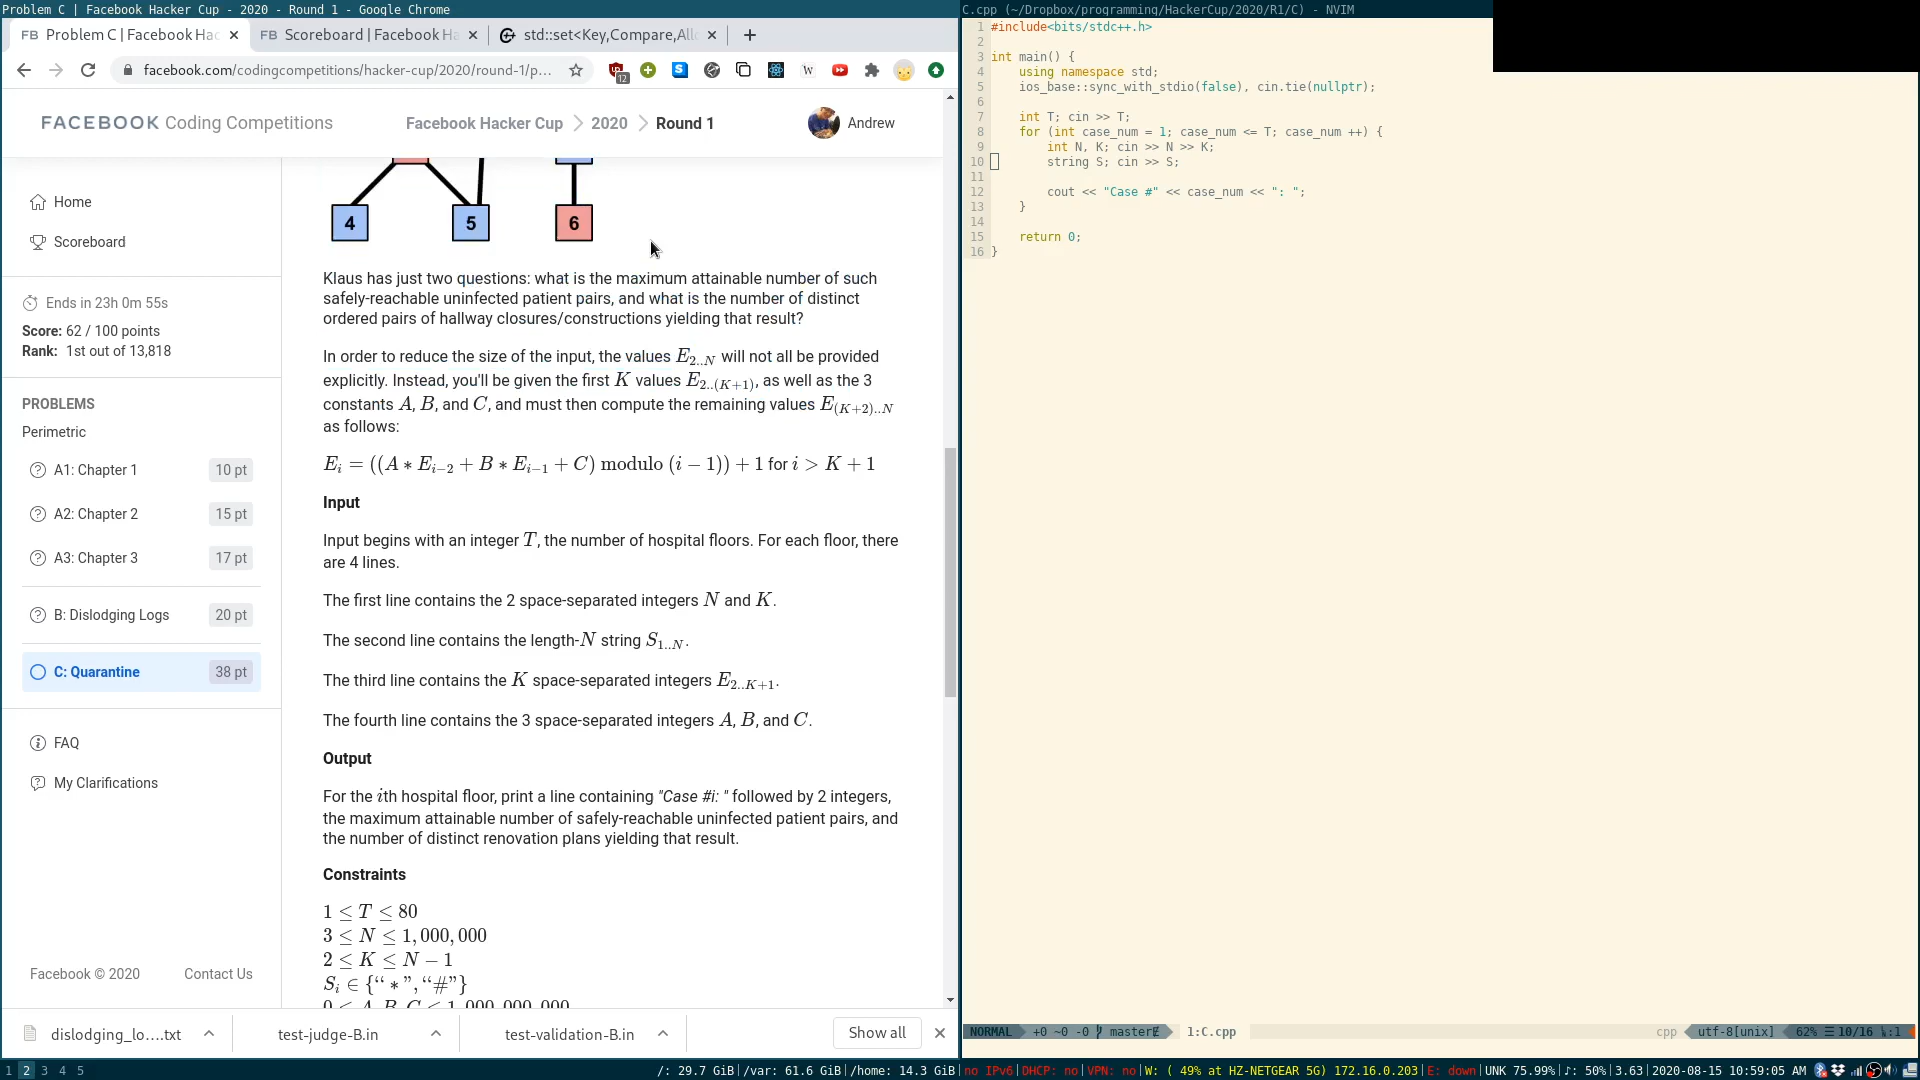 Problem C | Facebook Hacker Cup - 2020 - Round 1 - Google Chrome
FB Problem C | Facebook Hac
FB Scoreboard | Facebook Ha
std::set<Key,Compare,Allo
facebook.com/codingcompetitions/hacker-cup/2020/round-1/p...
12
FACEBOOK Coding Competitions
Facebook Hacker Cup > 2020 > Round 1
Andrew
Home
Scoreboard
Ends in 23h 0m 55s
Score: 62 / 100 points
Rank: 1st out of 13,818
PROBLEMS
Perimetric
A1: Chapter 1 10 pt
A2: Chapter 2 15 pt
A3: Chapter 3 17 pt
B: Dislodging Logs 20 pt
C: Quarantine 38 pt
FAQ
My Clarifications
Facebook © 2020 Contact Us
4 5 6
Klaus has just two questions: what is the maximum attainable number of such
safely-reachable uninfected patient pairs, and what is the number of distinct
ordered pairs of hallway closures/constructions yielding that result?
In order to reduce the size of the input, the values E2..N will not all be provided
explicitly. Instead, you'll be given the first K values E2..(K+1), as well as the 3
constants A, B, and C, and must then compute the remaining values E(K+2)..N
as follows:
Ei = ((A ∗ Ei−2 + B ∗ Ei−1 + C) modulo (i − 1)) + 1 for i > K + 1
Input
Input begins with an integer T, the number of hospital floors. For each floor, there
are 4 lines.
The first line contains the 2 space-separated integers N and K.
The second line contains the length-N string S1..N.
The third line contains the K space-separated integers E2..K+1.
The fourth line contains the 3 space-separated integers A, B, and C.
Output
For the ith hospital floor, print a line containing "Case #i: " followed by 2 integers,
the maximum attainable number of safely-reachable uninfected patient pairs, and
the number of distinct renovation plans yielding that result.
Constraints
1 ≤ T ≤ 80
3 ≤ N ≤ 1,000,000
2 ≤ K ≤ N − 1
Si ∈ {“∗”, “#”}
0 ≤ A, B, C ≤ 1,000,000,000
dislodging_lo....txt
test-judge-B.in
test-validation-B.in
Show all
C.cpp (~/Dropbox/programming/HackerCup/2020/R1/C) - NVIM
1 #include<bits/stdc++.h>
2
3 int main() {
4 using namespace std;
5 ios_base::sync_with_stdio(false), cin.tie(nullptr);
6
7 int T; cin >> T;
8 for (int case_num = 1; case_num <= T; case_num ++) {
9 int N, K; cin >> N >> K;
10 string S; cin >> S;
11
12 cout << "Case #" << case_num << ": ";
13 }
14
15 return 0;
16 }
NORMAL +0 ~0 -0 master 1:C.cpp cpp utf-8[unix] 62% 10/16 :1
1 2 3 4 5
/: 29.7 GiB|/var: 61.6 GiB|/home: 14.3 GiB|no IPv6|DHCP: no|VPN: no|W: ( 49% at HZ-NETGEAR 5G) 172.16.0.203|E: down|UNK 75.99%|♪: 50%|3.63|2020-08-15 10:59:05 AM